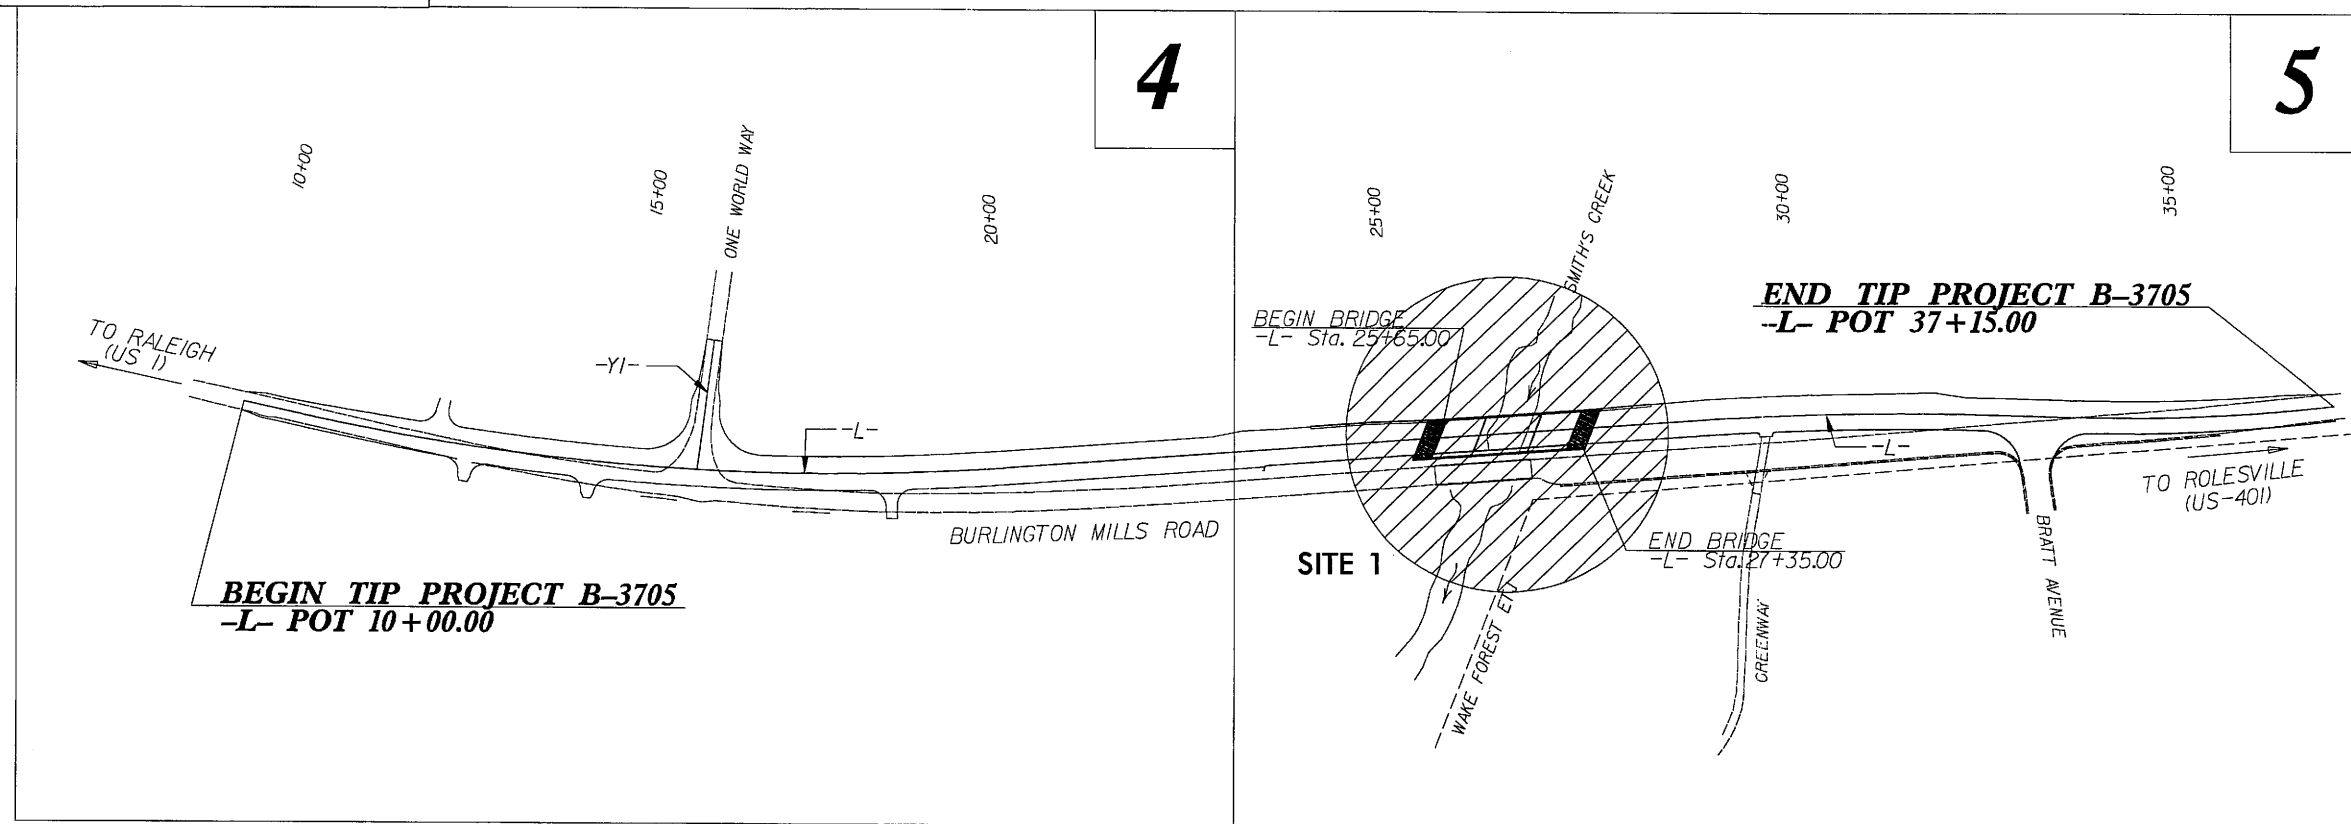 4
5
10+00
15+00
ONE WORLD WAY
20+00
25+00
SMITH'S CREEK
30+00
35+00
TO RALEIGH
(US 1)
-Y1-
-L-
BEGIN BRIDGE
-L- Sta. 25+65.00
END TIP PROJECT B-3705
-L- POT 37+15.00
-L-
TO ROLESVILLE
(US-401)
BURLINGTON MILLS ROAD
SITE 1
END BRIDGE
-L- Sta. 27+35.00
BEGIN TIP PROJECT B-3705
-L- POT 10+00.00
WAKE FOREST ETJ
GREENWAY
BRATT AVENUE